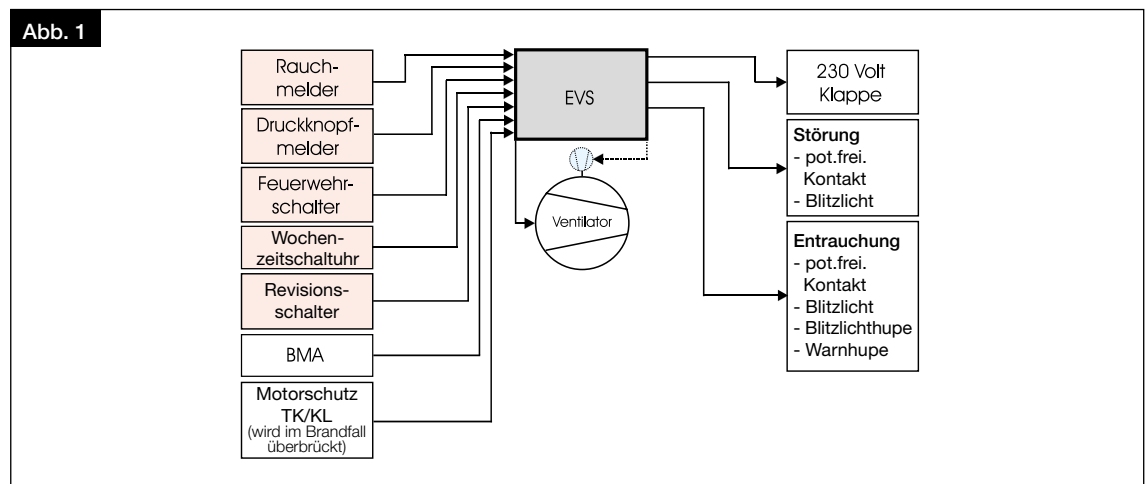 Abb. 1
Rauch-
melder
Druckknopf-
melder
Feuerwehr-
schalter
Wochen-
zeitschaltuhr
Revisions-
schalter
BMA
Motorschutz
TK/KL
(wird im Brandfall
überbrückt)
EVS
Ventilator
230 Volt
Klappe
Störung
- pot.frei.
Kontakt
- Blitzlicht
Entrauchung
- pot.frei.
Kontakt
- Blitzlicht
- Blitzlichthupe
- Warnhupe